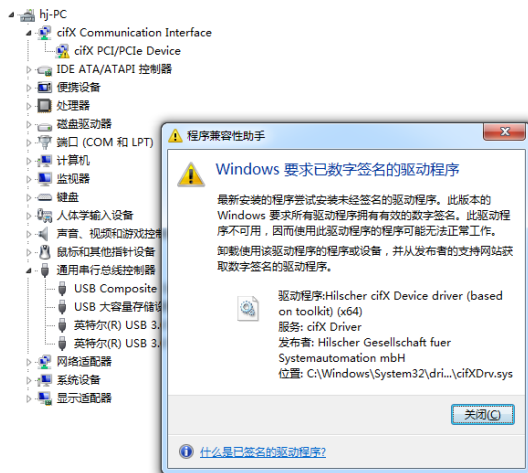 hj-PC
cifX Communication Interface
cifX PCI/PCIe Device
IDE ATA/ATAPI 控制器
便携设备
处理器
磁盘驱动器
端口 (COM 和 LPT)
计算机
监视器
键盘
人体学输入设备
声音、视频和游戏控制
鼠标和其他指针设备
通用串行总线控制器
USB Composite
USB 大容量存储设
英特尔(R) USB 3.
英特尔(R) USB 3.
网络适配器
系统设备
显示适配器
程序兼容性助手
Windows 要求已数字签名的驱动程序
最新安装的程序尝试安装未经签名的驱动程序。此版本的
Windows 要求所有驱动程序拥有有效的数字签名。此驱动程
序不可用，因而使用此驱动程序的程序可能无法正常工作。
卸载使用该驱动程序的程序或设备，并从发布者的支持网站获
取数字签名的驱动程序。
驱动程序:Hilscher cifX Device driver (based
on toolkit) (x64)
服务: cifX Driver
发布者: Hilscher Gesellschaft fuer
Systemautomation mbH
位置: C:\Windows\System32\dri...\cifXDrv.sys
关闭(C)
什么是已签名的驱动程序?